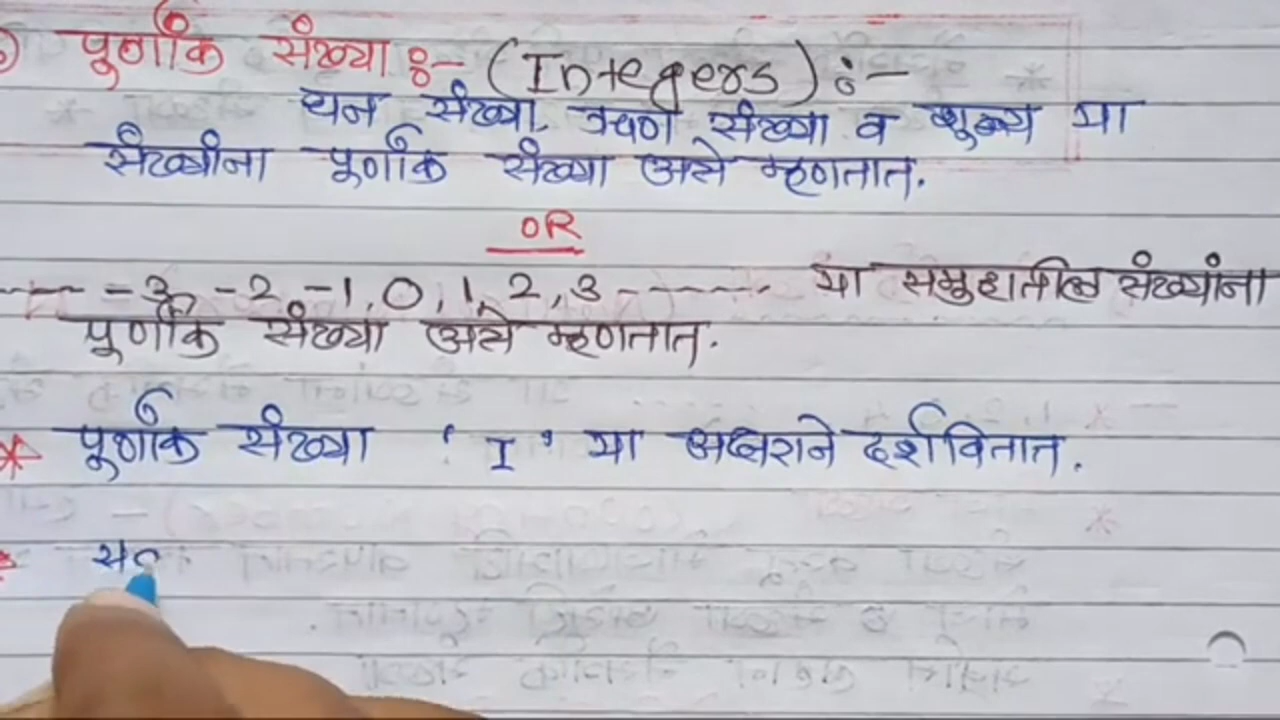 पूर्णांक संख्या :- (Integers) :-
धन संख्या, ऋण संख्या व शून्य या
संख्यांना पूर्णांक संख्या असे म्हणतात.
OR
------ -3, -2, -1, 0, 1, 2, 3 ------- या समुहातील संख्यांना
पूर्णांक संख्या असे म्हणतात.
* पूर्णांक संख्या 'I' या अक्षराने दर्शवितात.